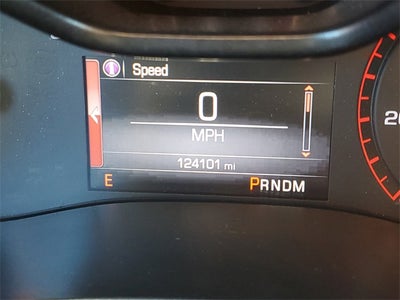 Speed
0
MPH
124101 mi
E PRNDM